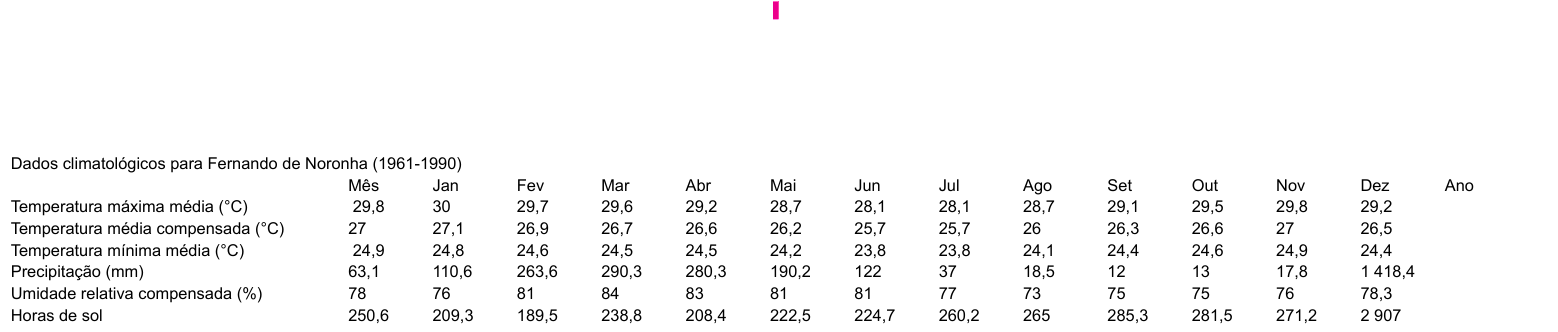 Dados climatológicos para Fernando de Noronha (1961-1990)
Mês Jan Fev Mar Abr Mai Jun Jul Ago Set Out Nov Dez Ano
Temperatura máxima média (°C) 29,8 30 29,7 29,6 29,2 28,7 28,1 28,1 28,7 29,1 29,5 29,8 29,2
Temperatura média compensada (°C) 27 27,1 26,9 26,7 26,6 26,2 25,7 25,7 26 26,3 26,6 27 26,5
Temperatura mínima média (°C) 24,9 24,8 24,6 24,5 24,5 24,2 23,8 23,8 24,1 24,4 24,6 24,9 24,4
Precipitação (mm) 63,1 110,6 263,6 290,3 280,3 190,2 122 37 18,5 12 13 17,8 1 418,4
Umidade relativa compensada (%) 78 76 81 84 83 81 81 77 73 75 75 76 78,3
Horas de sol 250,6 209,3 189,5 238,8 208,4 222,5 224,7 260,2 265 285,3 281,5 271,2 2 907